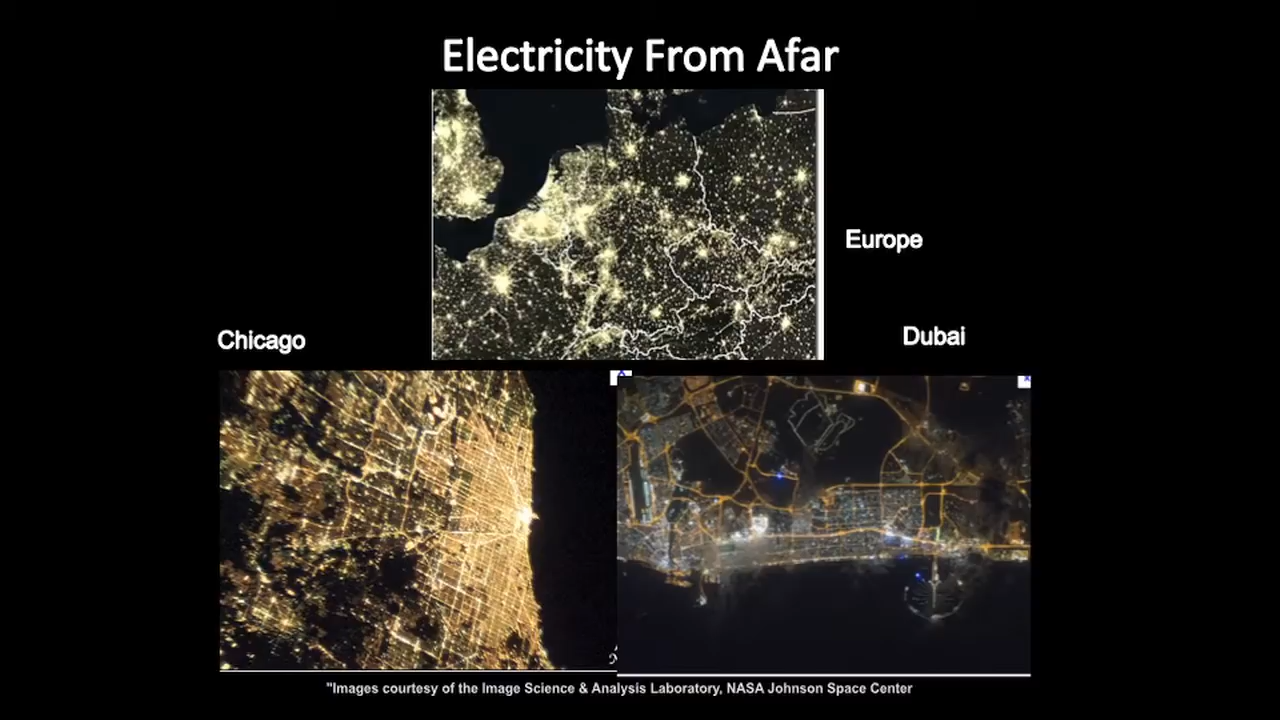 Electricity From Afar
Europe
Dubai
Chicago
"Images courtesy of the Image Science & Analysis Laboratory, NASA Johnson Space Center